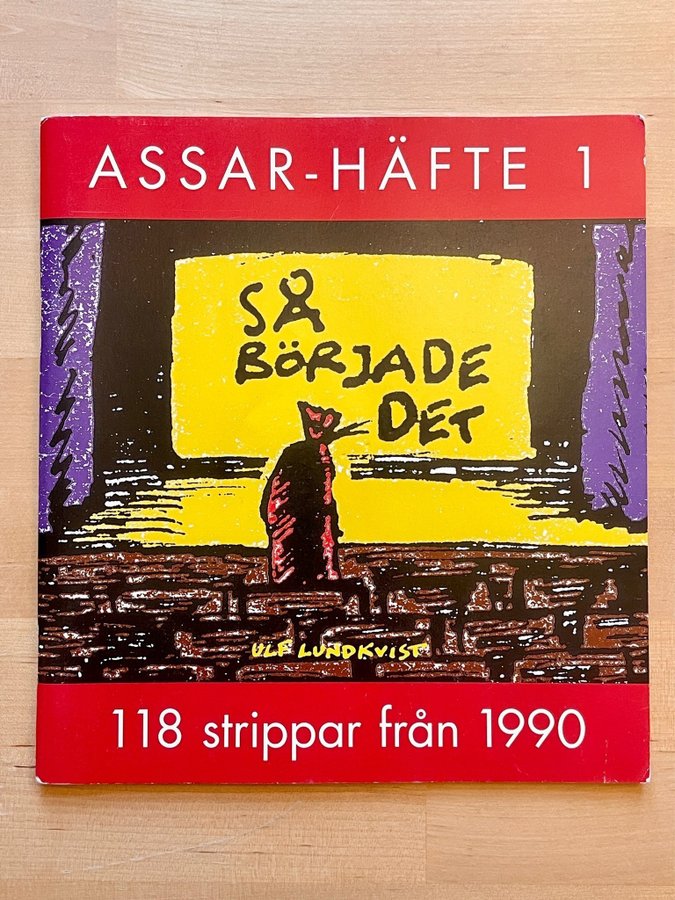 ASSAR-HÄFTE 1
SÅ
BÖRJADE
DET
ULF LUNDKVIST
118 strippar från 1990